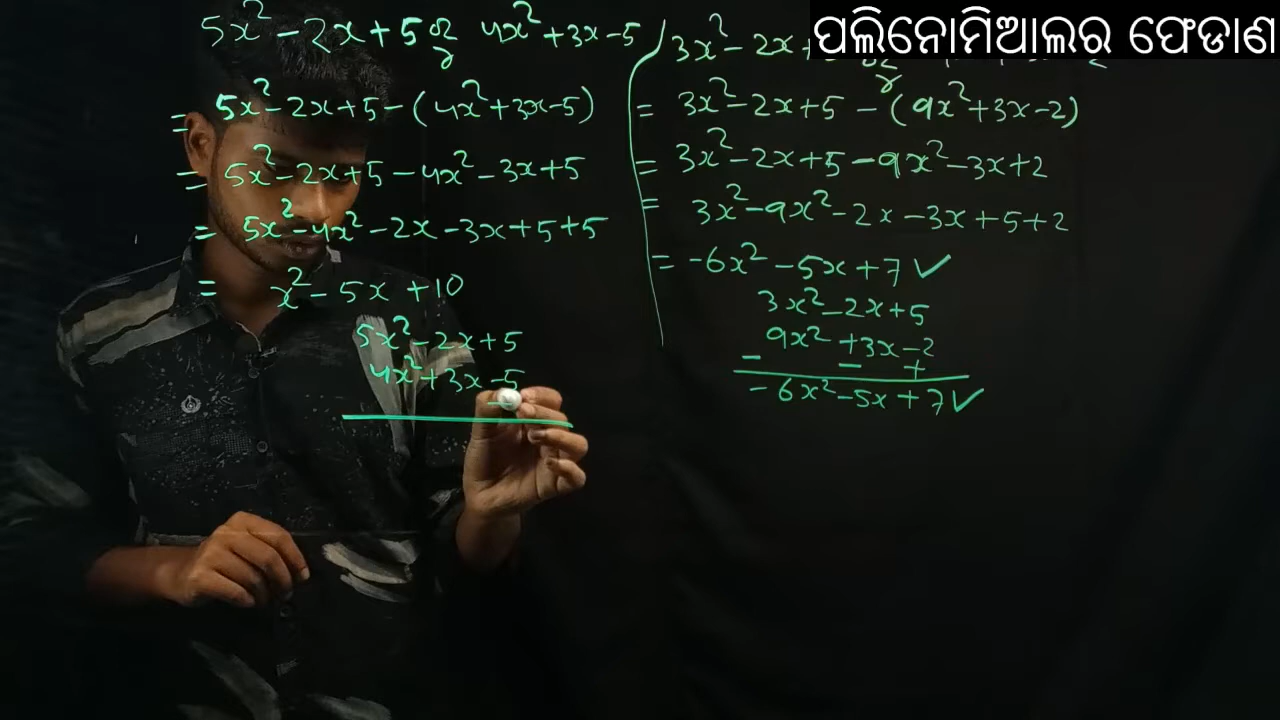 ପଲିନୋମିଆଲର ଫେଡାଣ
5x² - 2x + 5 ରୁ 4x² + 3x - 5
= 5x² - 2x + 5 - (4x² + 3x - 5)
= 5x² - 2x + 5 - 4x² - 3x + 5
= 5x² - 4x² - 2x - 3x + 5 + 5
= x² - 5x + 10
5x² - 2x + 5
4x² + 3x - 5
3x² - 2x +
= 3x² - 2x + 5 - (9x² + 3x - 2)
= 3x² - 2x + 5 - 9x² - 3x + 2
= 3x² - 9x² - 2x - 3x + 5 + 2
= -6x² - 5x + 7 ✓
3x² - 2x + 5
9x² + 3x - 2
- - +
- 6x² - 5x + 7 ✓